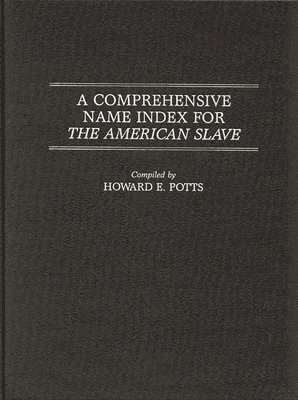 A COMPREHENSIVE
NAME INDEX FOR
THE AMERICAN SLAVE
Compiled by
HOWARD E. POTTS